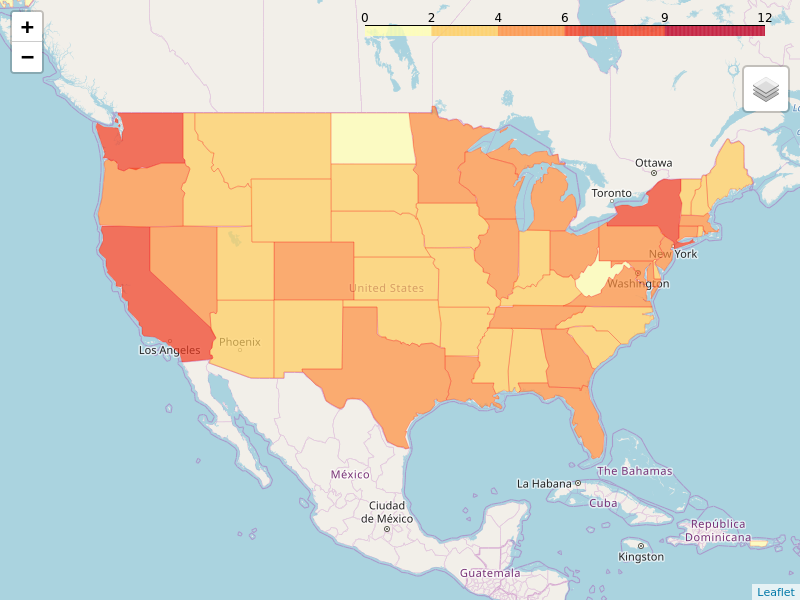 +
−
0 2 4 6 9 12
Ottawa
Toronto
New York
Washington
United States
Los Angeles
Phoenix
México
Ciudad
de México
La Habana
The Bahamas
Cuba
República
Dominicana
Kingston
Guatemala
Leaflet